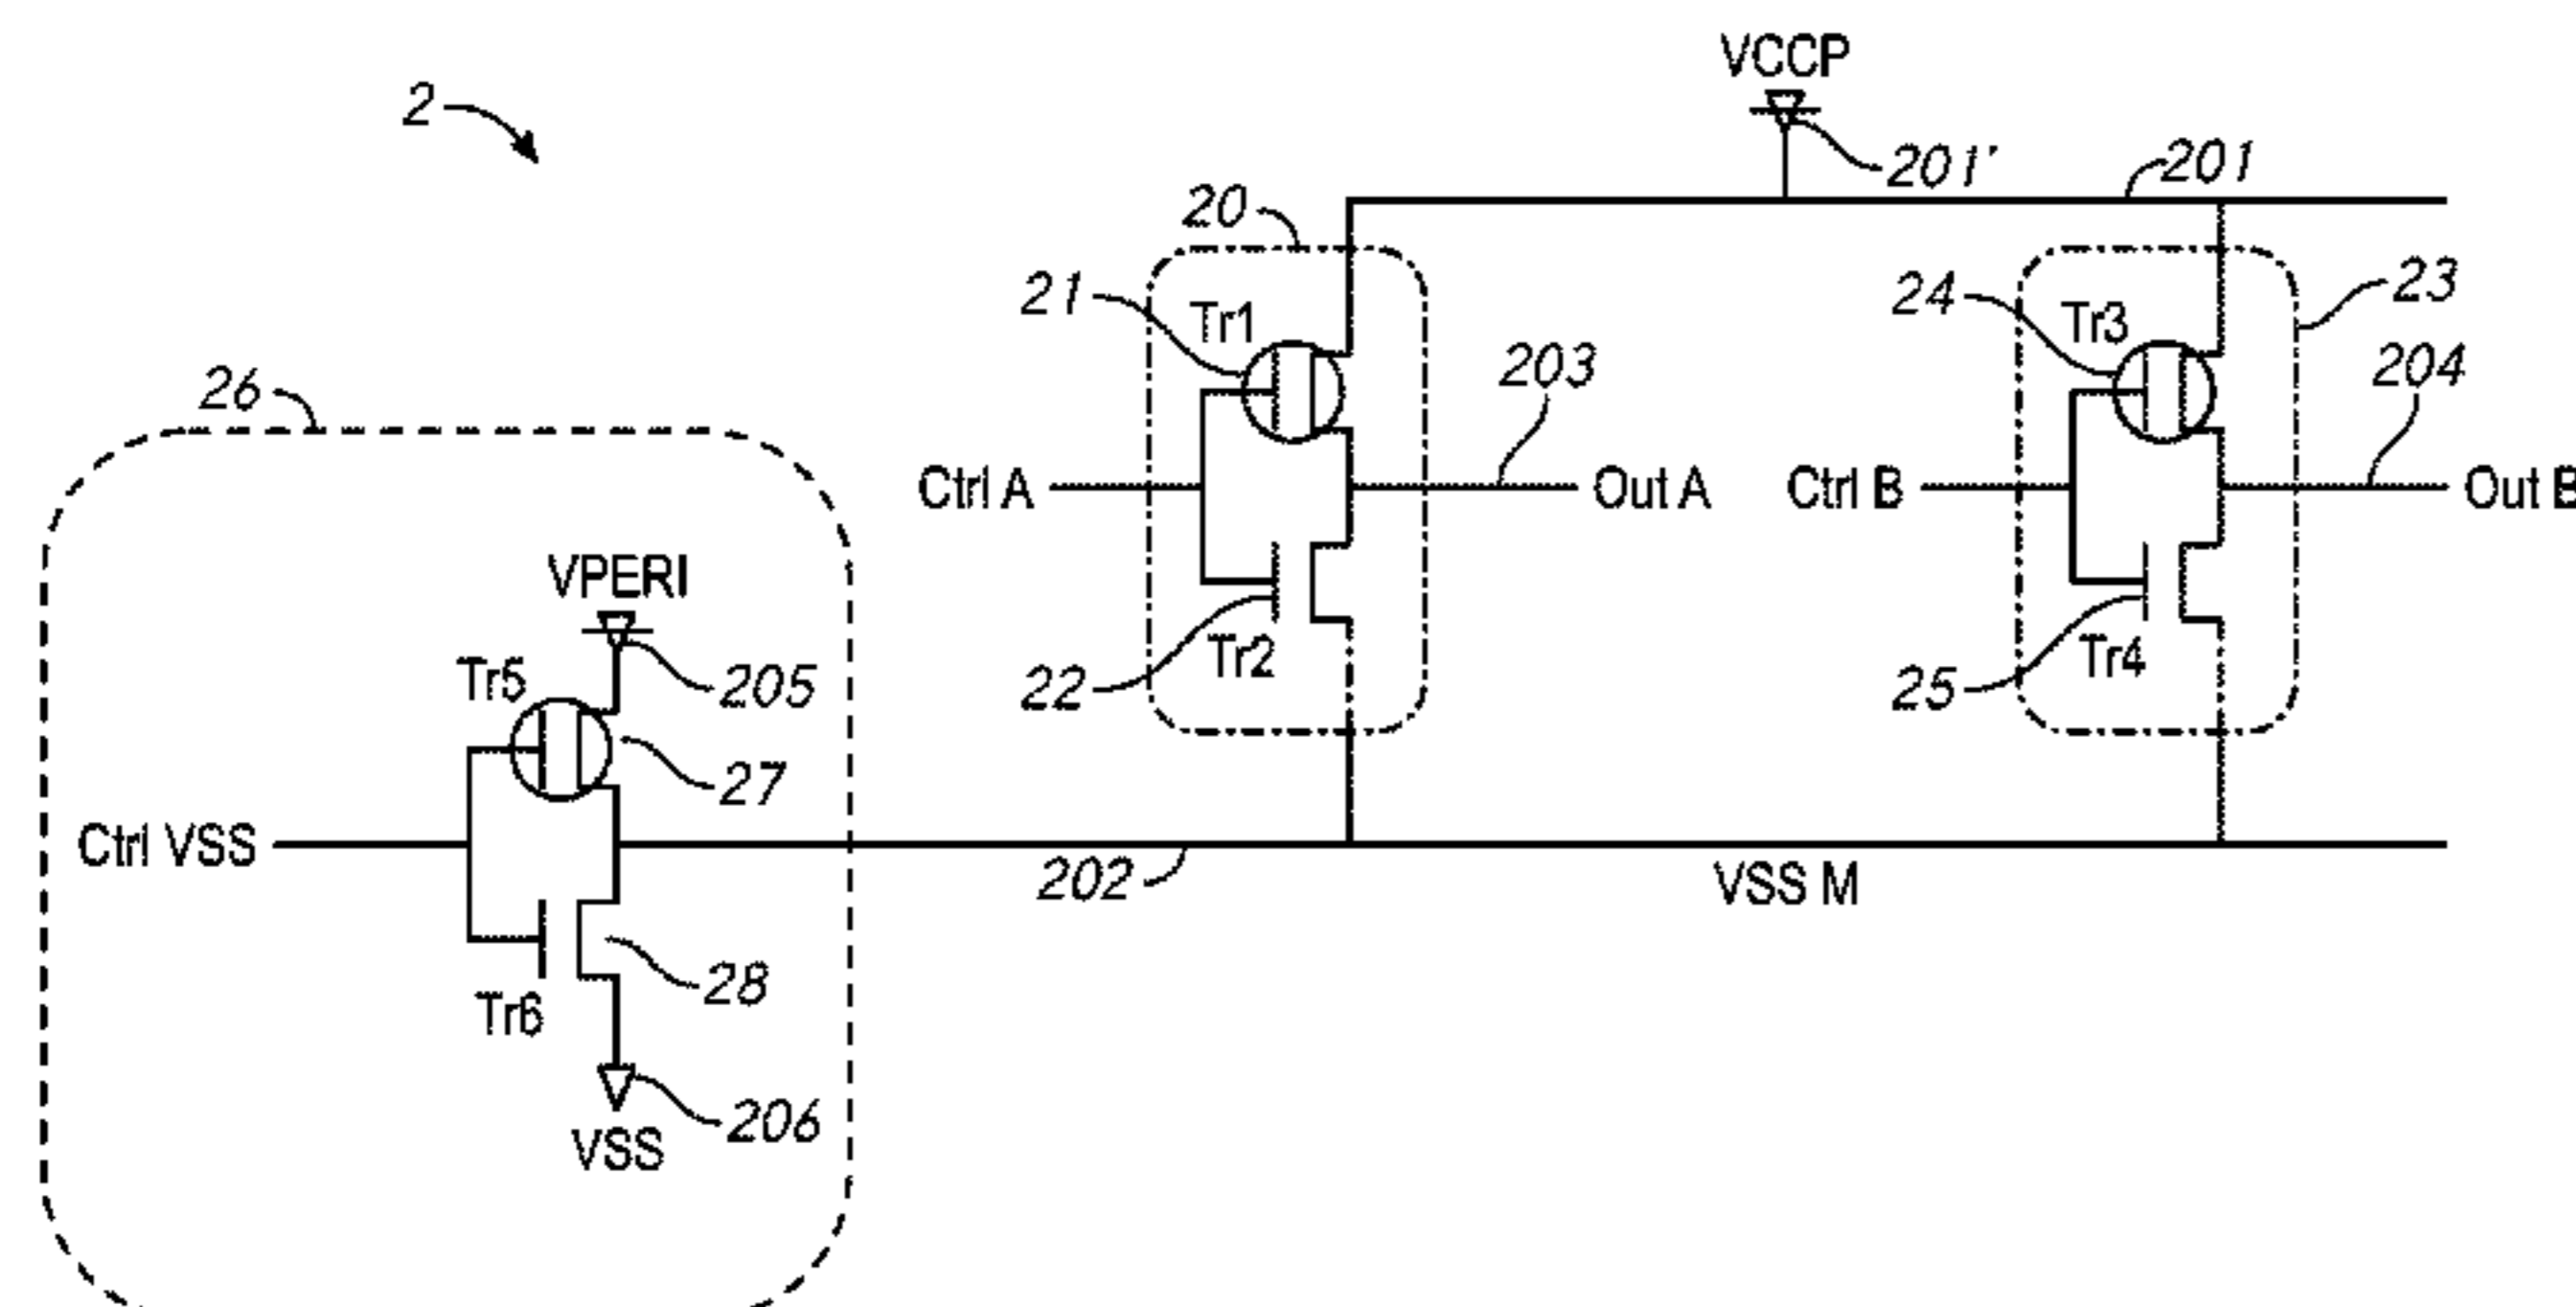 VCCP
2
201'
201
20
21
Tr1
203
24
Tr3
23
204
26
Ctrl A
Out A
Ctrl B
Out B
VPERI
Tr5
205
22
Tr2
25
Tr4
27
Ctrl VSS
202
VSS M
28
Tr6
206
VSS